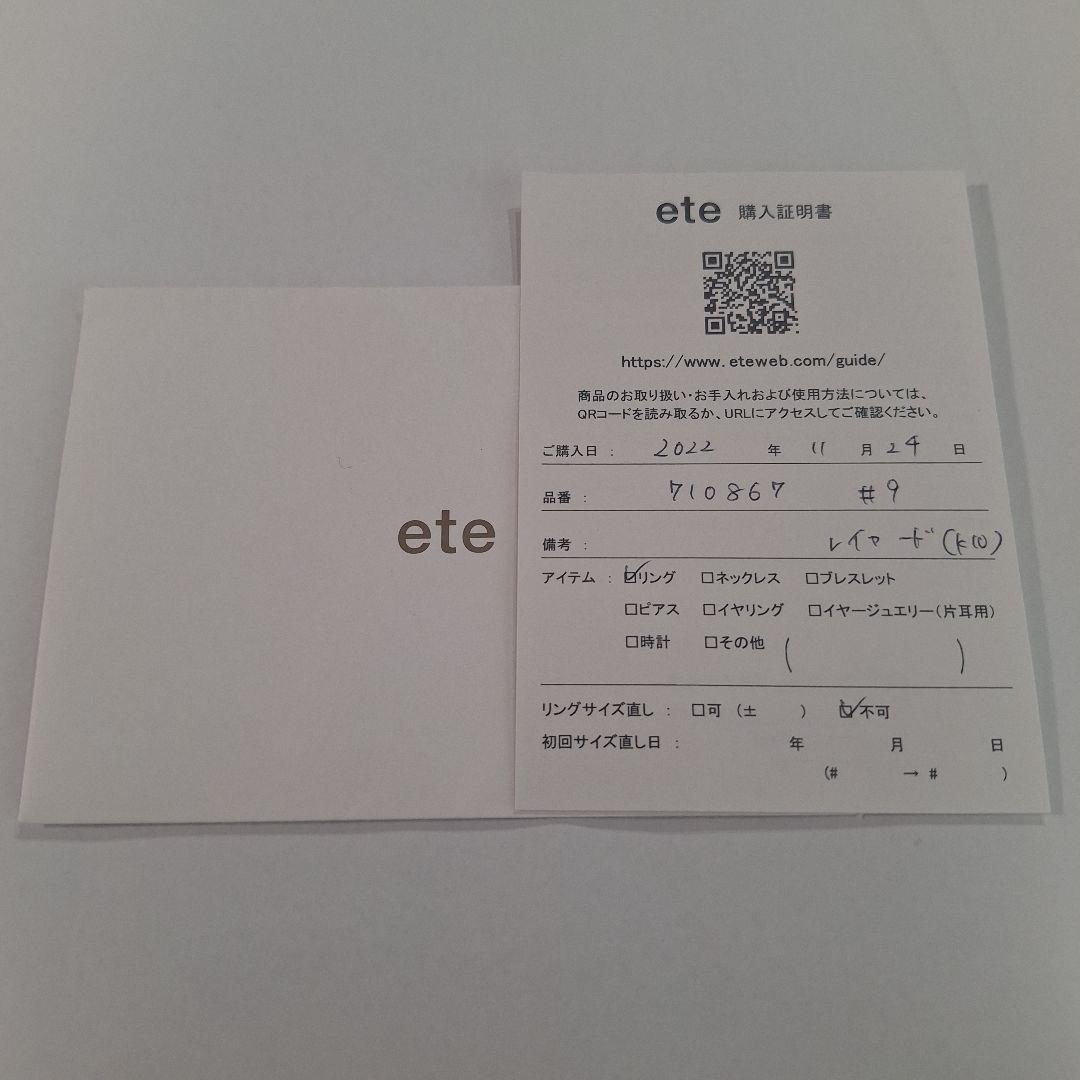 ete
ete 購入証明書
https://www.eteweb.com/guide/
商品のお取り扱い・お手入れおよび使用方法については、
QRコードを読み取るか、URLにアクセスしてご確認ください。
ご購入日 : 2022 年 11 月 24 日
品番 : 710867 #9
備考 : レイヤード(K10)
アイテム : ☑リング □ネックレス □ブレスレット
□ピアス □イヤリング □イヤージュエリー(片耳用)
□時計 □その他 ( )
リングサイズ直し : □可 (± ) ☑不可
初回サイズ直し日 : 年 月 日
(# → # )